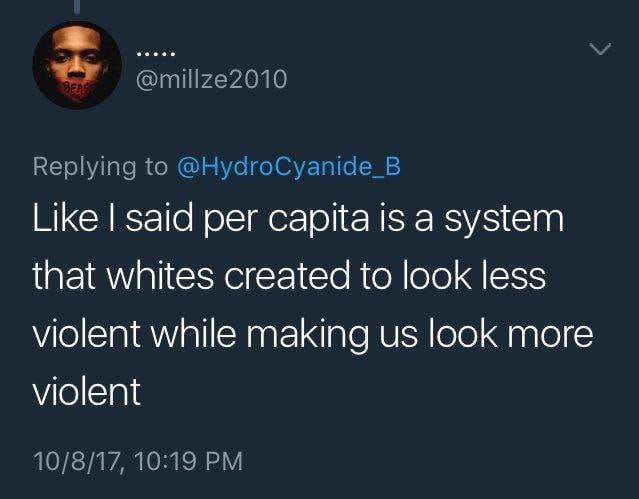 .....
@millze2010
Replying to @HydroCyanide_B
Like I said per capita is a system
that whites created to look less
violent while making us look more
violent
10/8/17, 10:19 PM